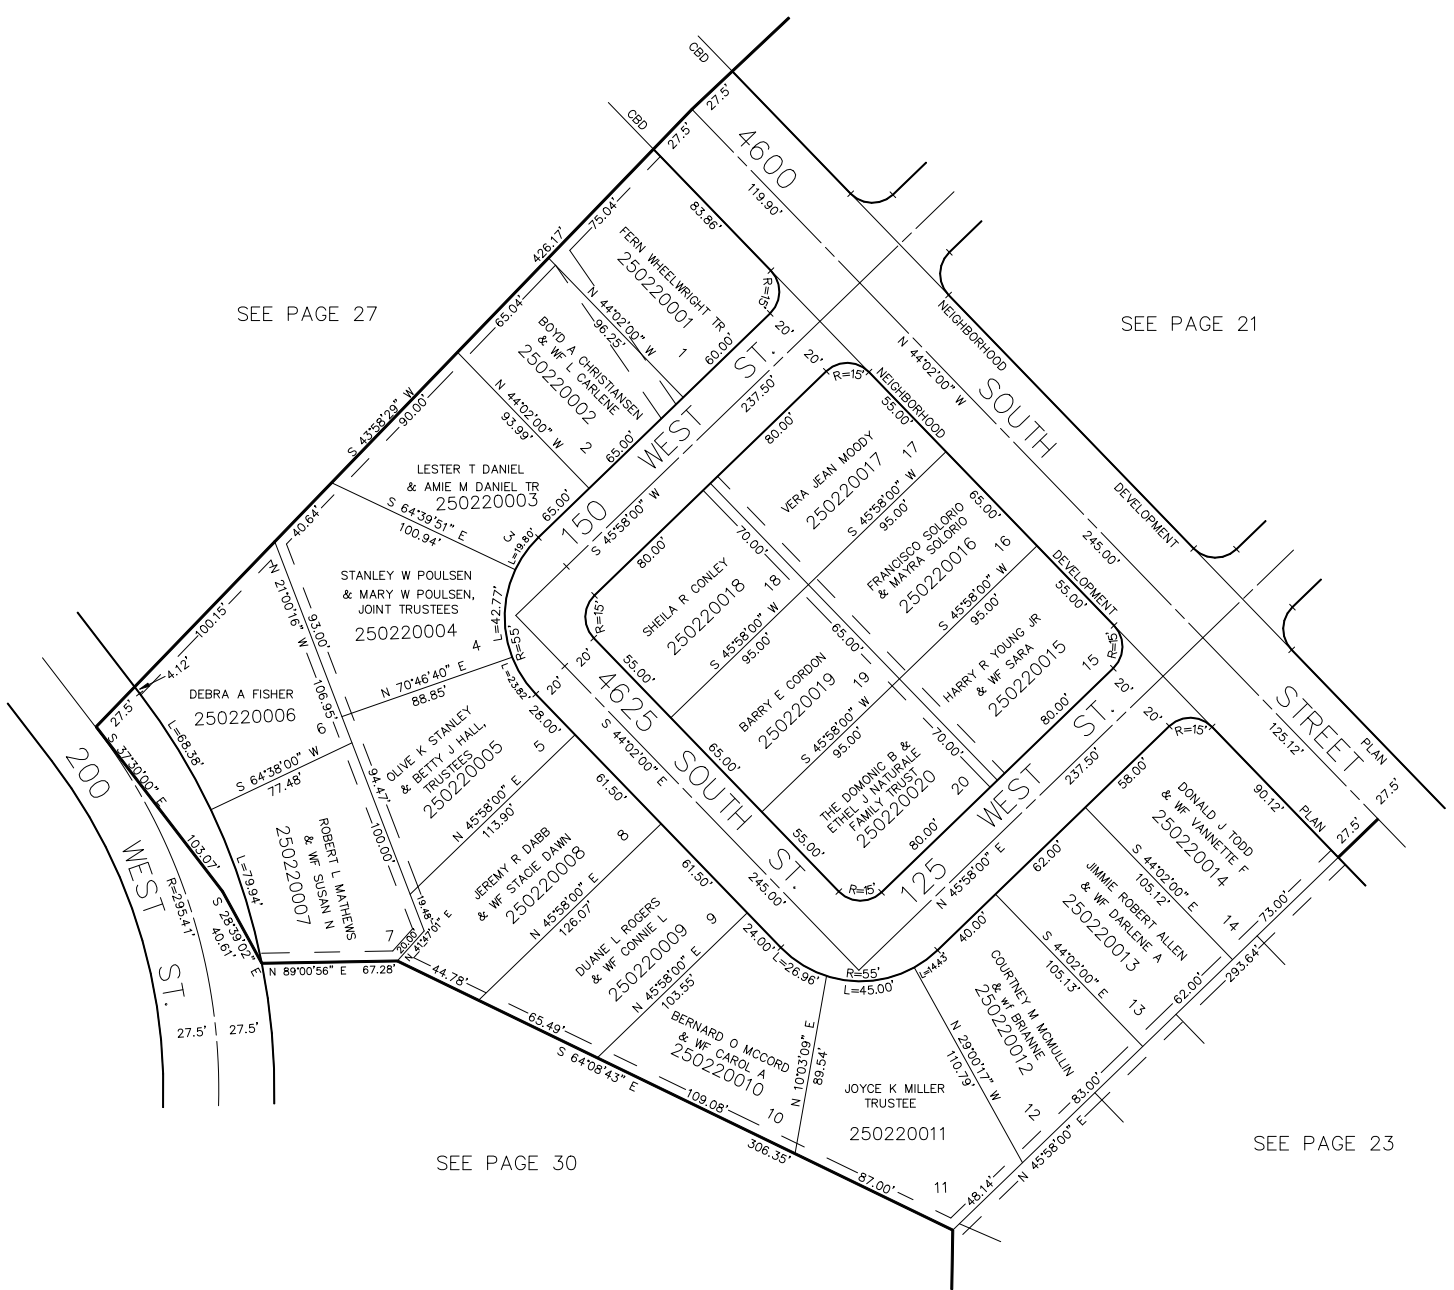 CBD
27.5'
CBD
27.5'
4600
119.90'
SOUTH
STREET
SEE PAGE 27
SEE PAGE 21
SEE PAGE 30
SEE PAGE 23
NEIGHBORHOOD
DEVELOPMENT
PLAN
NEIGHBORHOOD
DEVELOPMENT
PLAN
N 44°02'00" W
245.00'
125.12'
27.5'
27.5'
426.17'
S 43°58'29" W
75.04'
83.86'
FERN WHEELWRIGHT TR
250220001
1
R=15'
60.00'
20'
20'
N 44°02'00" W
96.25'
65.04'
BOYD A CHRISTIANSEN
& WF L CARLENE
250220002
2
65.00'
N 44°02'00" W
93.99'
90.00'
LESTER T DANIEL
& AMIE M DANIEL TR
250220003
3
65.00'
L=19.80'
S 64°39'51" E
100.94'
40.64'
STANLEY W POULSEN
& MARY W POULSEN,
JOINT TRUSTEES
250220004
4
L=42.77'
R=55'
N 21°00'16" W
93.00'
106.95'
N 70°46'40" E
88.85'
L=23.82'
100.15'
4.12'
27.5'
DEBRA A FISHER
250220006
6
L=68.38'
S 64°38'00" W
77.48'
OLIVE K STANLEY
& BETTY J HALL,
TRUSTEES
250220005
5
28.00'
94.47'
100.00'
N 45°58'00" E
113.90'
19.48'
20.00'
N 41°47'01" E
ROBERT L MATHEWS
& WF SUSAN N
250220007
7
L=79.94'
N 89°00'56" E 67.28'
S 37°30'00" E
103.07'
S 28°39'02" E
40.61'
R=295.41'
200
WEST
ST.
27.5'
27.5'
JEREMY R DABB
& WF STACIE DAWN
250220008
8
61.50'
N 45°58'00" E
126.07'
44.78'
DUANE L ROGERS
& WF CONNIE L
250220009
9
61.50'
N 45°58'00" E
103.55'
65.49'
S 64°08'43" E
306.35'
BERNARD O MCCORD
& WF CAROL A
250220010
10
24.00'
L=26.96'
109.08'
N 10°03'09" E
89.54'
R=55'
L=45.00'
JOYCE K MILLER
TRUSTEE
250220011
11
87.00'
48.14'
N 29°00'17" W
110.79'
L=14.43'
40.00'
COURTNEY M MCMULLIN
& wf BRIANNE
250220012
12
83.00'
N 45°58'00" E
293.64'
S 44°02'00" E
105.13'
JIMMIE ROBERT ALLEN
& WF DARLENE A
250220013
13
62.00'
62.00'
S 44°02'00" E
105.12'
DONALD J TODD
& WF VANNETTE F
250220014
14
58.00'
73.00'
90.12'
R=15'
20'
20'
150
WEST
ST.
237.50'
S 45°58'00" W
4625
SOUTH
ST.
S 44°02'00" E
245.00'
20'
20'
125
WEST
ST.
237.50'
N 45°58'00" E
R=15'
55.00'
80.00'
VERA JEAN MOODY
250220017
17
S 45°58'00" W
95.00'
65.00'
FRANCISCO SOLORIO
& MAYRA SOLORIO
250220016
16
S 45°58'00" W
95.00'
55.00'
HARRY R YOUNG JR
& WF SARA
250220015
15
R=15'
80.00'
70.00'
65.00'
70.00'
80.00'
SHEILA R CONLEY
250220018
18
R=15'
55.00'
S 45°58'00" W
95.00'
BARRY E CORDON
250220019
19
65.00'
S 45°58'00" W
95.00'
THE DOMONIC B &
ETHEL J NATURALE
FAMILY TRUST
250220020
20
55.00'
80.00'
R=15'